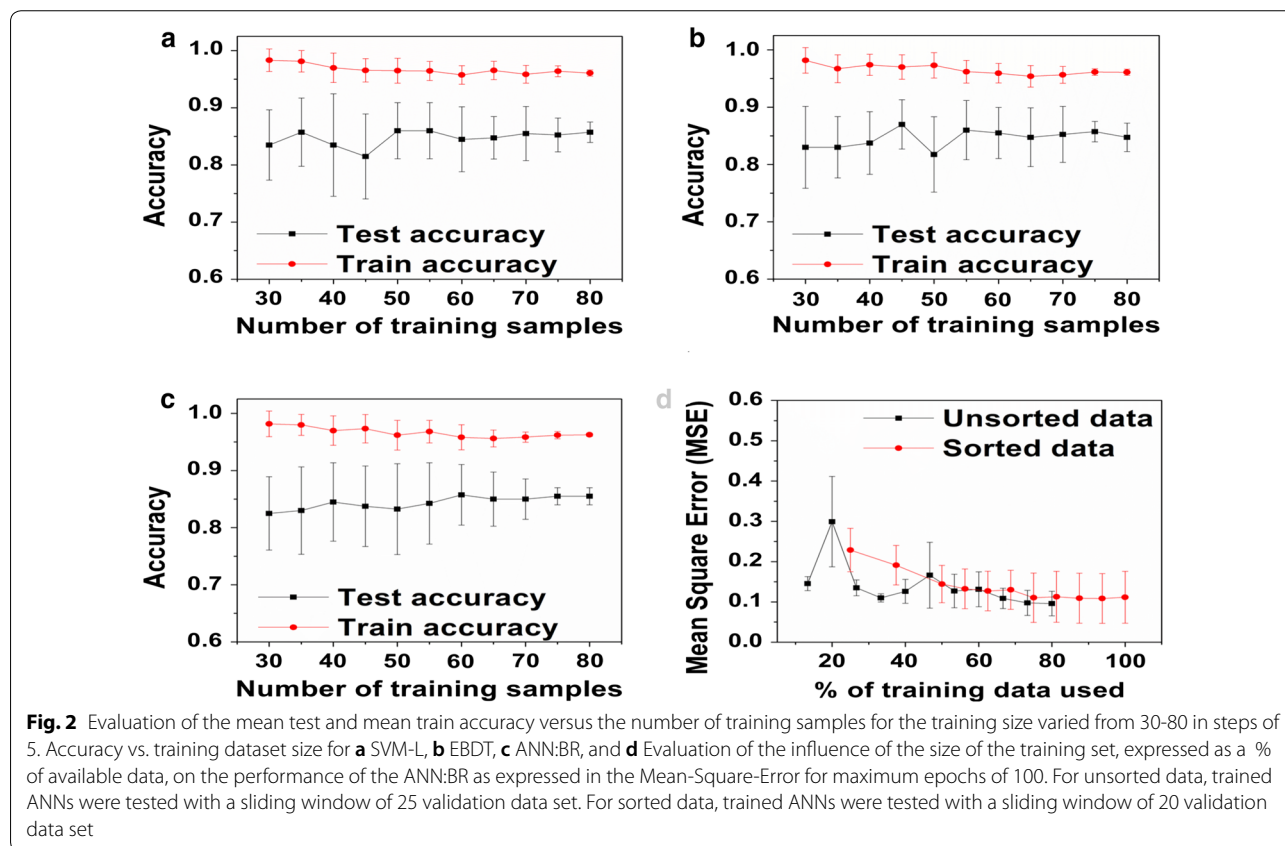 a
1.0
0.9
0.8
0.7
0.6
Accuracy
Test accuracy
Train accuracy
30 40 50 60 70 80
Number of training samples
b
1.0
0.9
0.8
0.7
0.6
Accuracy
Test accuracy
Train accuracy
30 40 50 60 70 80
Number of training samples
c
1.0
0.9
0.8
0.7
0.6
Accuracy
Test accuracy
Train accuracy
30 40 50 60 70 80
Number of training samples
d
0.6
0.5
0.4
0.3
0.2
0.1
0.0
Mean Square Error (MSE)
Unsorted data
Sorted data
20 40 60 80 100
% of training data used
Fig. 2 Evaluation of the mean test and mean train accuracy versus the number of training samples for the training size varied from 30-80 in steps of
5. Accuracy vs. training dataset size for a SVM-L, b EBDT, c ANN:BR, and d Evaluation of the influence of the size of the training set, expressed as a %
of available data, on the performance of the ANN:BR as expressed in the Mean-Square-Error for maximum epochs of 100. For unsorted data, trained
ANNs were tested with a sliding window of 25 validation data set. For sorted data, trained ANNs were tested with a sliding window of 20 validation
data set